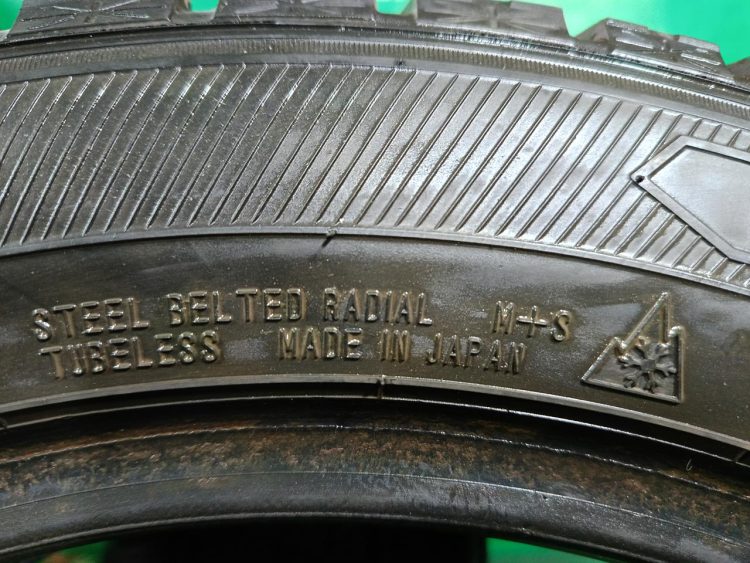 STEEL BELTED RADIAL M+S
TUBELESS MADE IN JAPAN